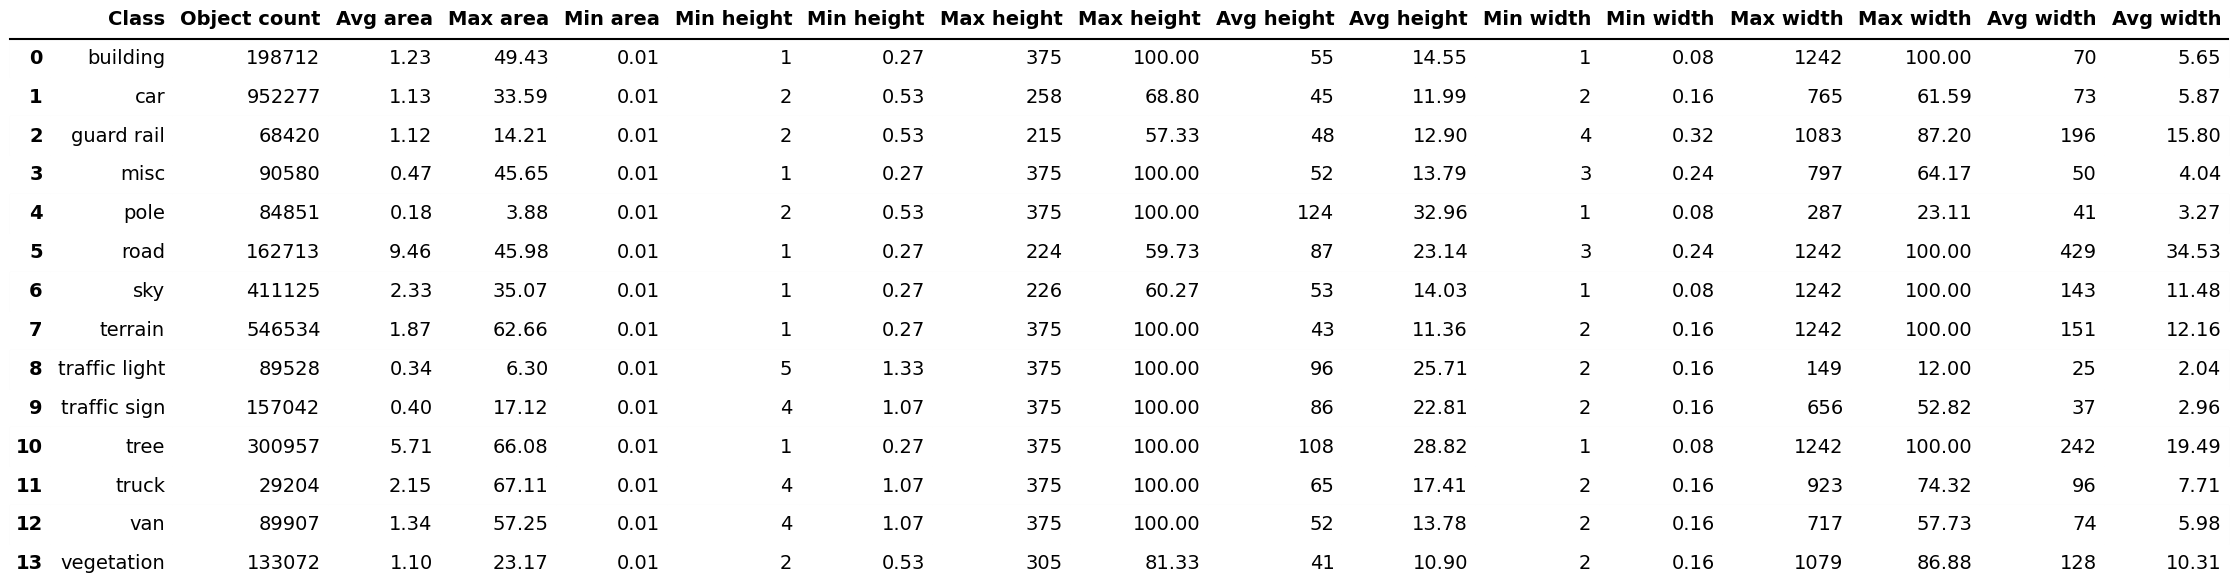 Class Object count Avg area Max area Min area Min height Min height Max height Max height Avg height Avg height Min width Min width Max width Max width Avg width Avg width
0 building 198712 1.23 49.43 0.01 1 0.27 375 100.00 55 14.55 1 0.08 1242 100.00 70 5.65
1 car 952277 1.13 33.59 0.01 2 0.53 258 68.80 45 11.99 2 0.16 765 61.59 73 5.87
2 guard rail 68420 1.12 14.21 0.01 2 0.53 215 57.33 48 12.90 4 0.32 1083 87.20 196 15.80
3 misc 90580 0.47 45.65 0.01 1 0.27 375 100.00 52 13.79 3 0.24 797 64.17 50 4.04
4 pole 84851 0.18 3.88 0.01 2 0.53 375 100.00 124 32.96 1 0.08 287 23.11 41 3.27
5 road 162713 9.46 45.98 0.01 1 0.27 224 59.73 87 23.14 3 0.24 1242 100.00 429 34.53
6 sky 411125 2.33 35.07 0.01 1 0.27 226 60.27 53 14.03 1 0.08 1242 100.00 143 11.48
7 terrain 546534 1.87 62.66 0.01 1 0.27 375 100.00 43 11.36 2 0.16 1242 100.00 151 12.16
8 traffic light 89528 0.34 6.30 0.01 5 1.33 375 100.00 96 25.71 2 0.16 149 12.00 25 2.04
9 traffic sign 157042 0.40 17.12 0.01 4 1.07 375 100.00 86 22.81 2 0.16 656 52.82 37 2.96
10 tree 300957 5.71 66.08 0.01 1 0.27 375 100.00 108 28.82 1 0.08 1242 100.00 242 19.49
11 truck 29204 2.15 67.11 0.01 4 1.07 375 100.00 65 17.41 2 0.16 923 74.32 96 7.71
12 van 89907 1.34 57.25 0.01 4 1.07 375 100.00 52 13.78 2 0.16 717 57.73 74 5.98
13 vegetation 133072 1.10 23.17 0.01 2 0.53 305 81.33 41 10.90 2 0.16 1079 86.88 128 10.31